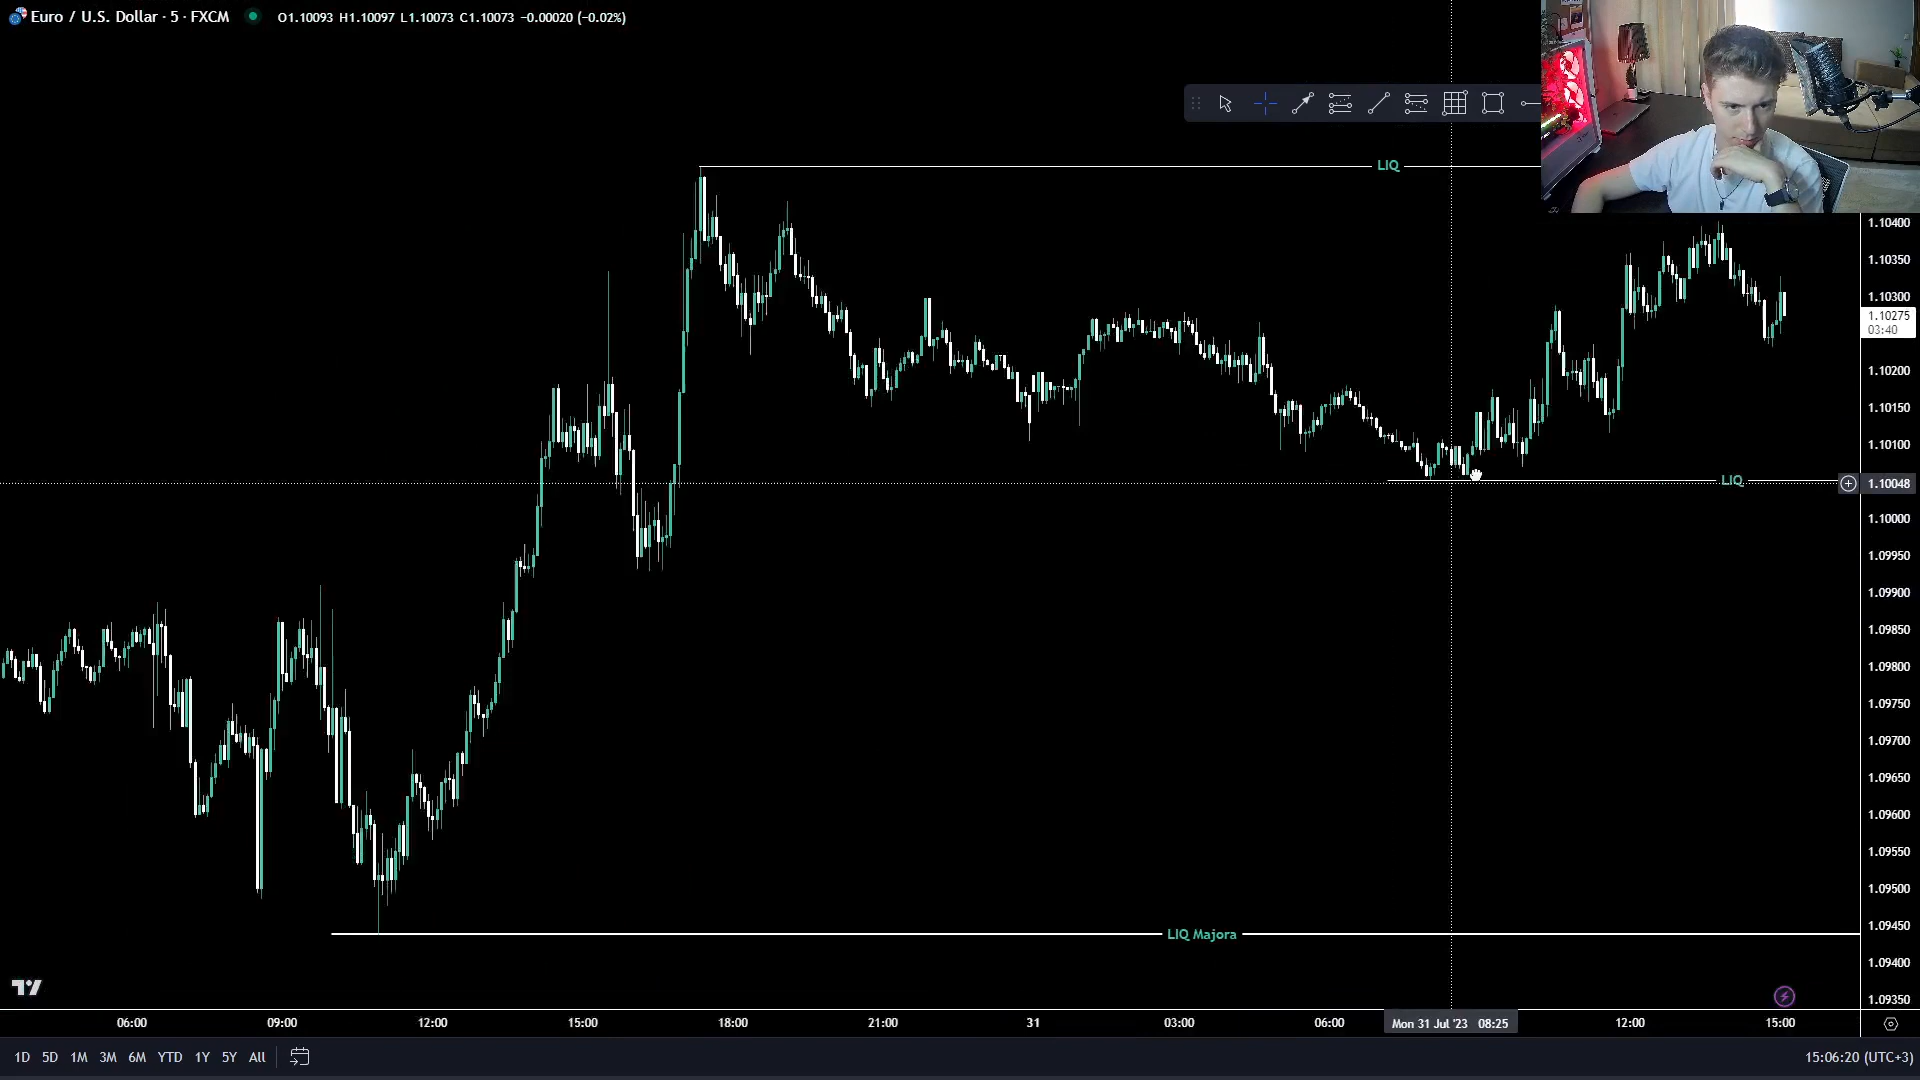 Euro / U.S. Dollar · 5 · FXCM
O1.10093 H1.10097 L1.10073 C1.10073 −0.00020 (−0.02%)
LIQ
1.10400
1.10350
1.10300
1.10275
03:40
1.10200
1.10150
1.10100
LIQ
1.10048
1.10000
1.09950
1.09900
1.09850
1.09800
1.09750
1.09700
1.09650
1.09600
1.09550
1.09500
1.09450
LIQ Majora
1.09400
1.09350
06:00 09:00 12:00 15:00 18:00 21:00 31 03:00 06:00 Mon 31 Jul '23 08:25 12:00 15:00
1D 5D 1M 3M 6M YTD 1Y 5Y All
15:06:20 (UTC+3)